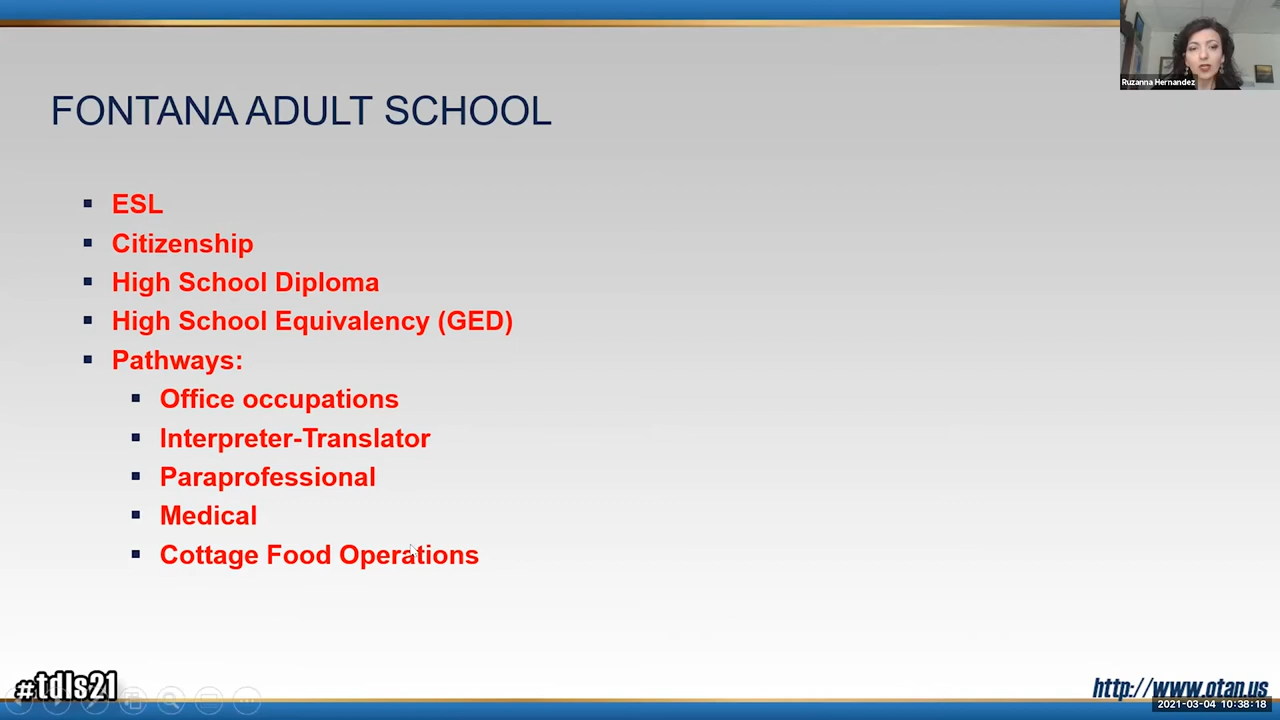 Ruzanna Hernandez
FONTANA ADULT SCHOOL
ESL
Citizenship
High School Diploma
High School Equivalency (GED)
Pathways:
Office occupations
Interpreter-Translator
Paraprofessional
Medical
Cottage Food Operations
#tdls21
http://www.otan.us
2021-03-04 10:38:18